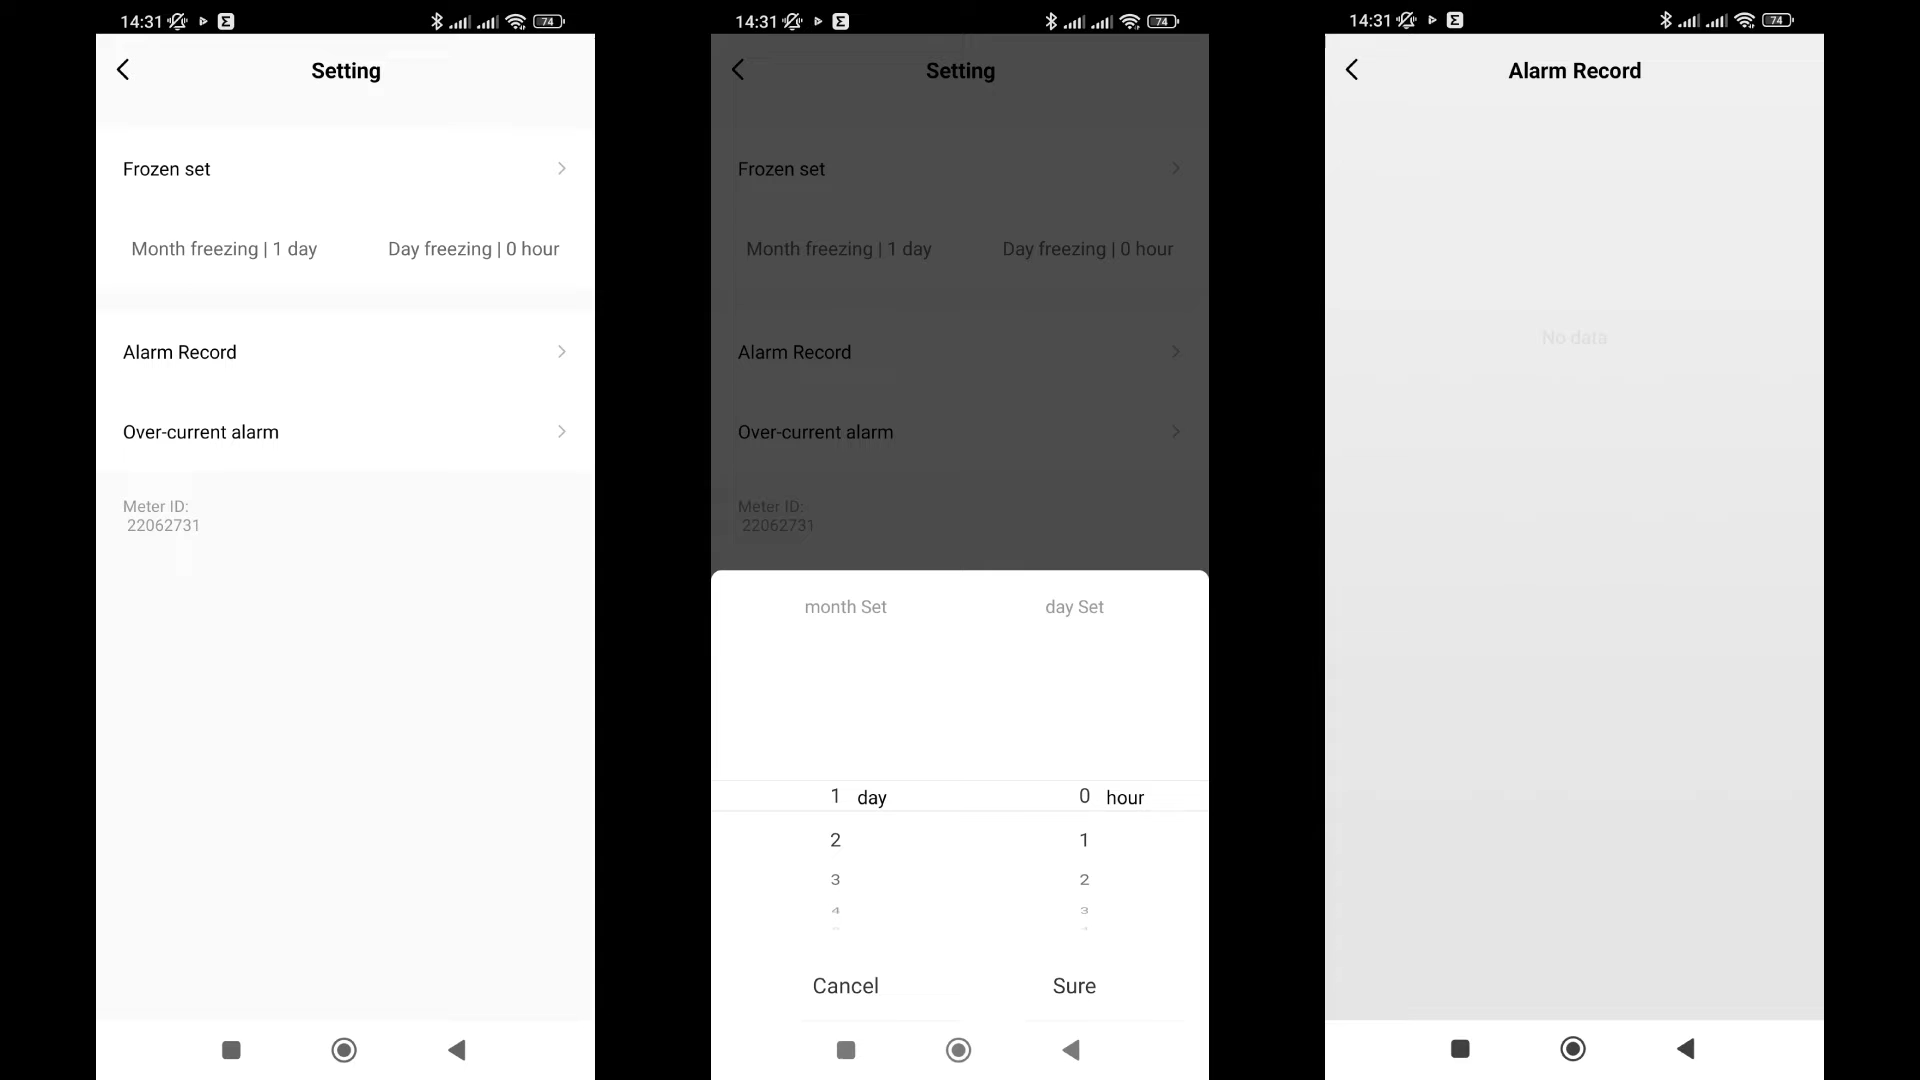 14:31
74
Setting
Frozen set
Month freezing | 1 day
Day freezing | 0 hour
Alarm Record
Over-current alarm
Meter ID:
22062731
14:31
74
Setting
Frozen set
Month freezing | 1 day
Day freezing | 0 hour
Alarm Record
Over-current alarm
Meter ID:
22062731
month Set
day Set
1 day
0 hour
2
1
3
2
4
3
Cancel
Sure
14:31
74
Alarm Record
No data